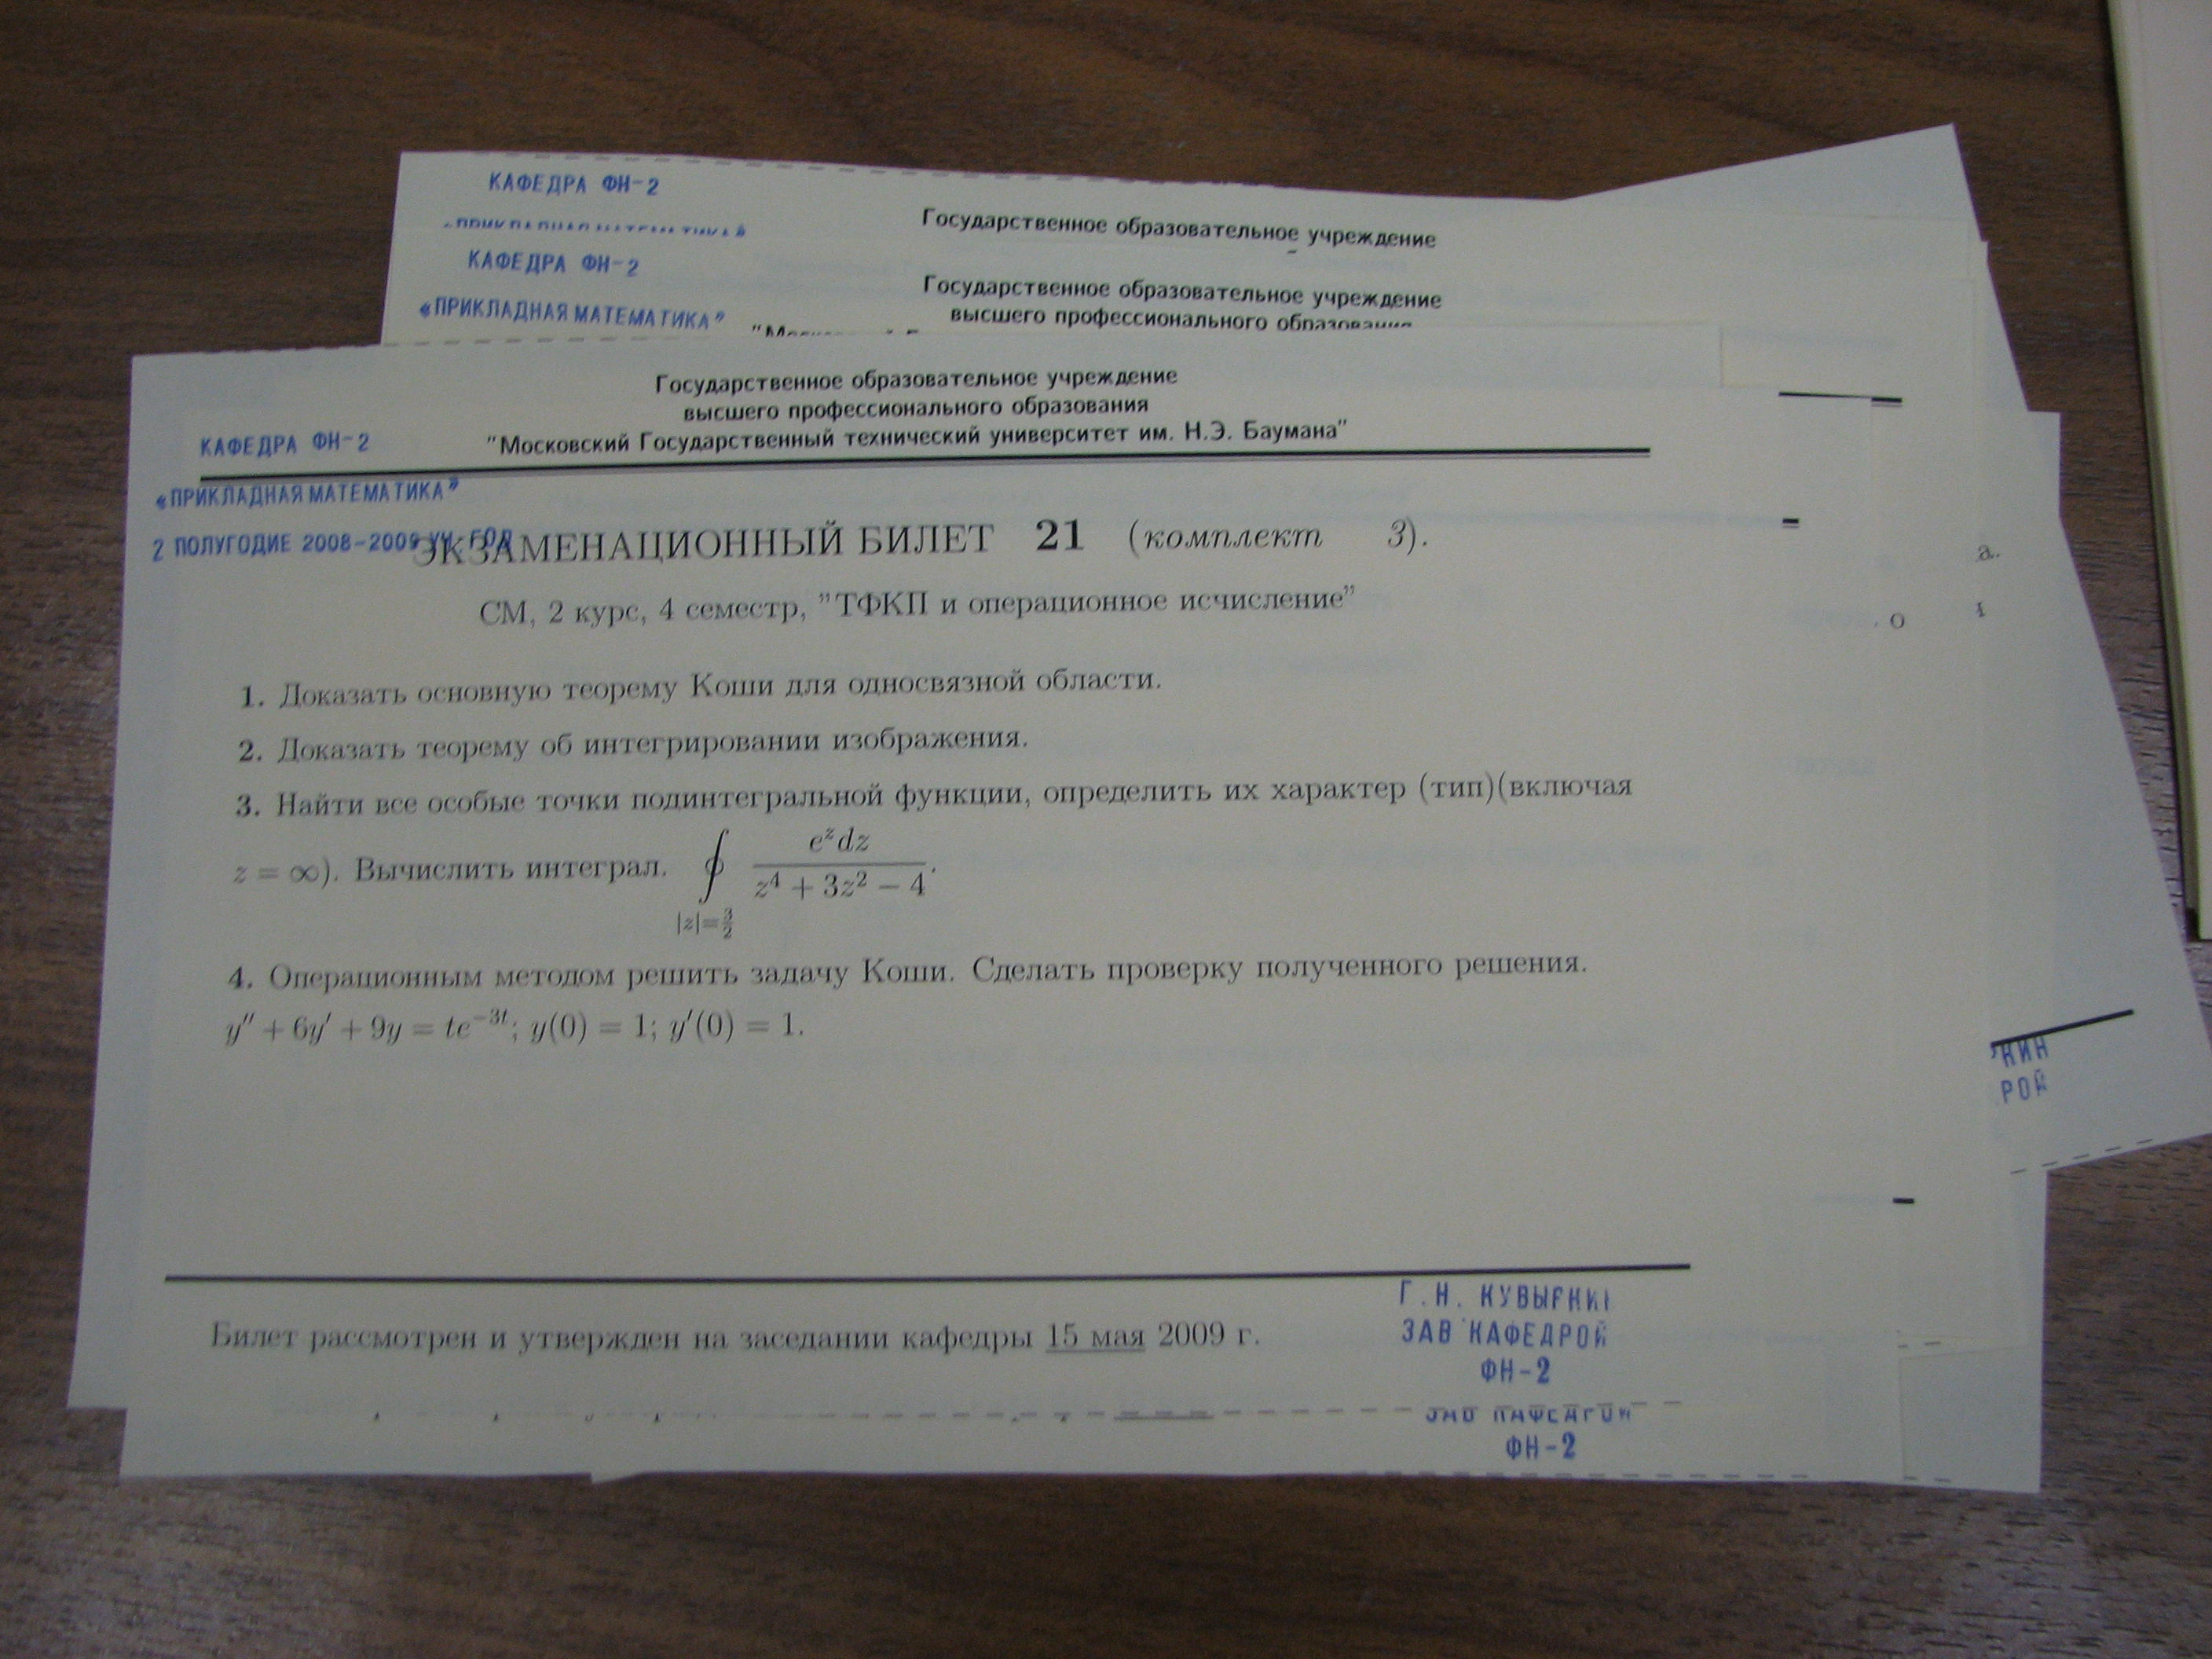 КАФЕДРА ФН-2
Государственное образовательное учреждение
КАФЕДРА ФН-2
Государственное образовательное учреждение
«ПРИКЛАДНАЯ МАТЕМАТИКА»
высшего профессионального образования
Государственное образовательное учреждение
высшего профессионального образования
КАФЕДРА ФН-2
"Московский Государственный технический университет им. Н.Э. Баумана"
«ПРИКЛАДНАЯ МАТЕМАТИКА»
2 ПОЛУГОДИЕ 2008-2009 УЧ. ГОД
ЭКЗАМЕНАЦИОННЫЙ БИЛЕТ 21 (комплект 3).
СМ, 2 курс, 4 семестр, "ТФКП и операционное исчисление"
1. Доказать основную теорему Коши для односвязной области.
2. Доказать теорему об интегрировании изображения.
3. Найти все особые точки подинтегральной функции, определить их характер (тип)(включая
z = ∞). Вычислить интеграл. ∮_{|z|=3/2} e^z dz / (z^4 + 3z^2 − 4).
4. Операционным методом решить задачу Коши. Сделать проверку полученного решения.
y″ + 6y′ + 9y = te^{−3t}; y(0) = 1; y′(0) = 1.
Билет рассмотрен и утвержден на заседании кафедры 15 мая 2009 г.
Г.Н.
ЗАВ КАФЕДРОЙ
ФН-2
ФН-2